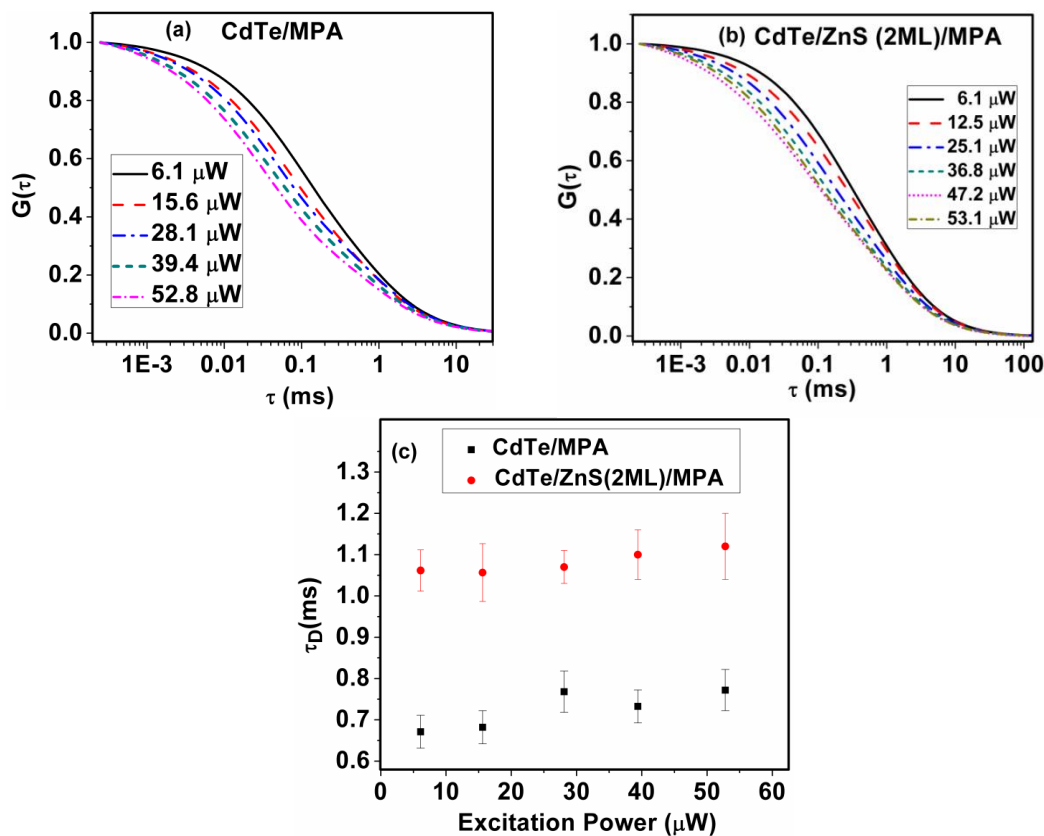 (a) CdTe/MPA
G(τ)
1.0
0.8
0.6
0.4
0.2
0.0
6.1 μW
15.6 μW
28.1 μW
39.4 μW
52.8 μW
1E-3 0.01 0.1 1 10
τ (ms)
(b) CdTe/ZnS (2ML)/MPA
G(τ)
1.0
0.8
0.6
0.4
0.2
0.0
6.1 μW
12.5 μW
25.1 μW
36.8 μW
47.2 μW
53.1 μW
1E-3 0.01 0.1 1 10 100
τ (ms)
(c)
CdTe/MPA
CdTe/ZnS(2ML)/MPA
τD(ms)
1.3
1.2
1.1
1.0
0.9
0.8
0.7
0.6
0 10 20 30 40 50 60
Excitation Power (μW)